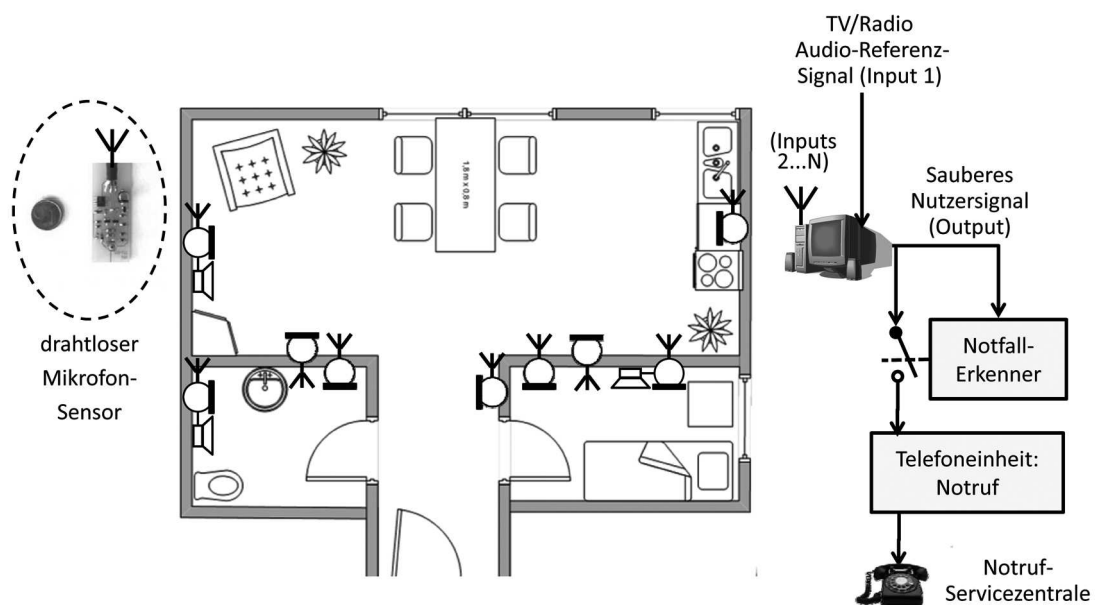 TV/Radio
Audio-Referenz-
Signal (Input 1)
(Inputs
2...N)
Sauberes
Nutzersignal
(Output)
1,8 m x 0,8 m
drahtloser
Mikrofon-
Sensor
Notfall-
Erkenner
Telefoneinheit:
Notruf
Notruf-
Servicezentrale